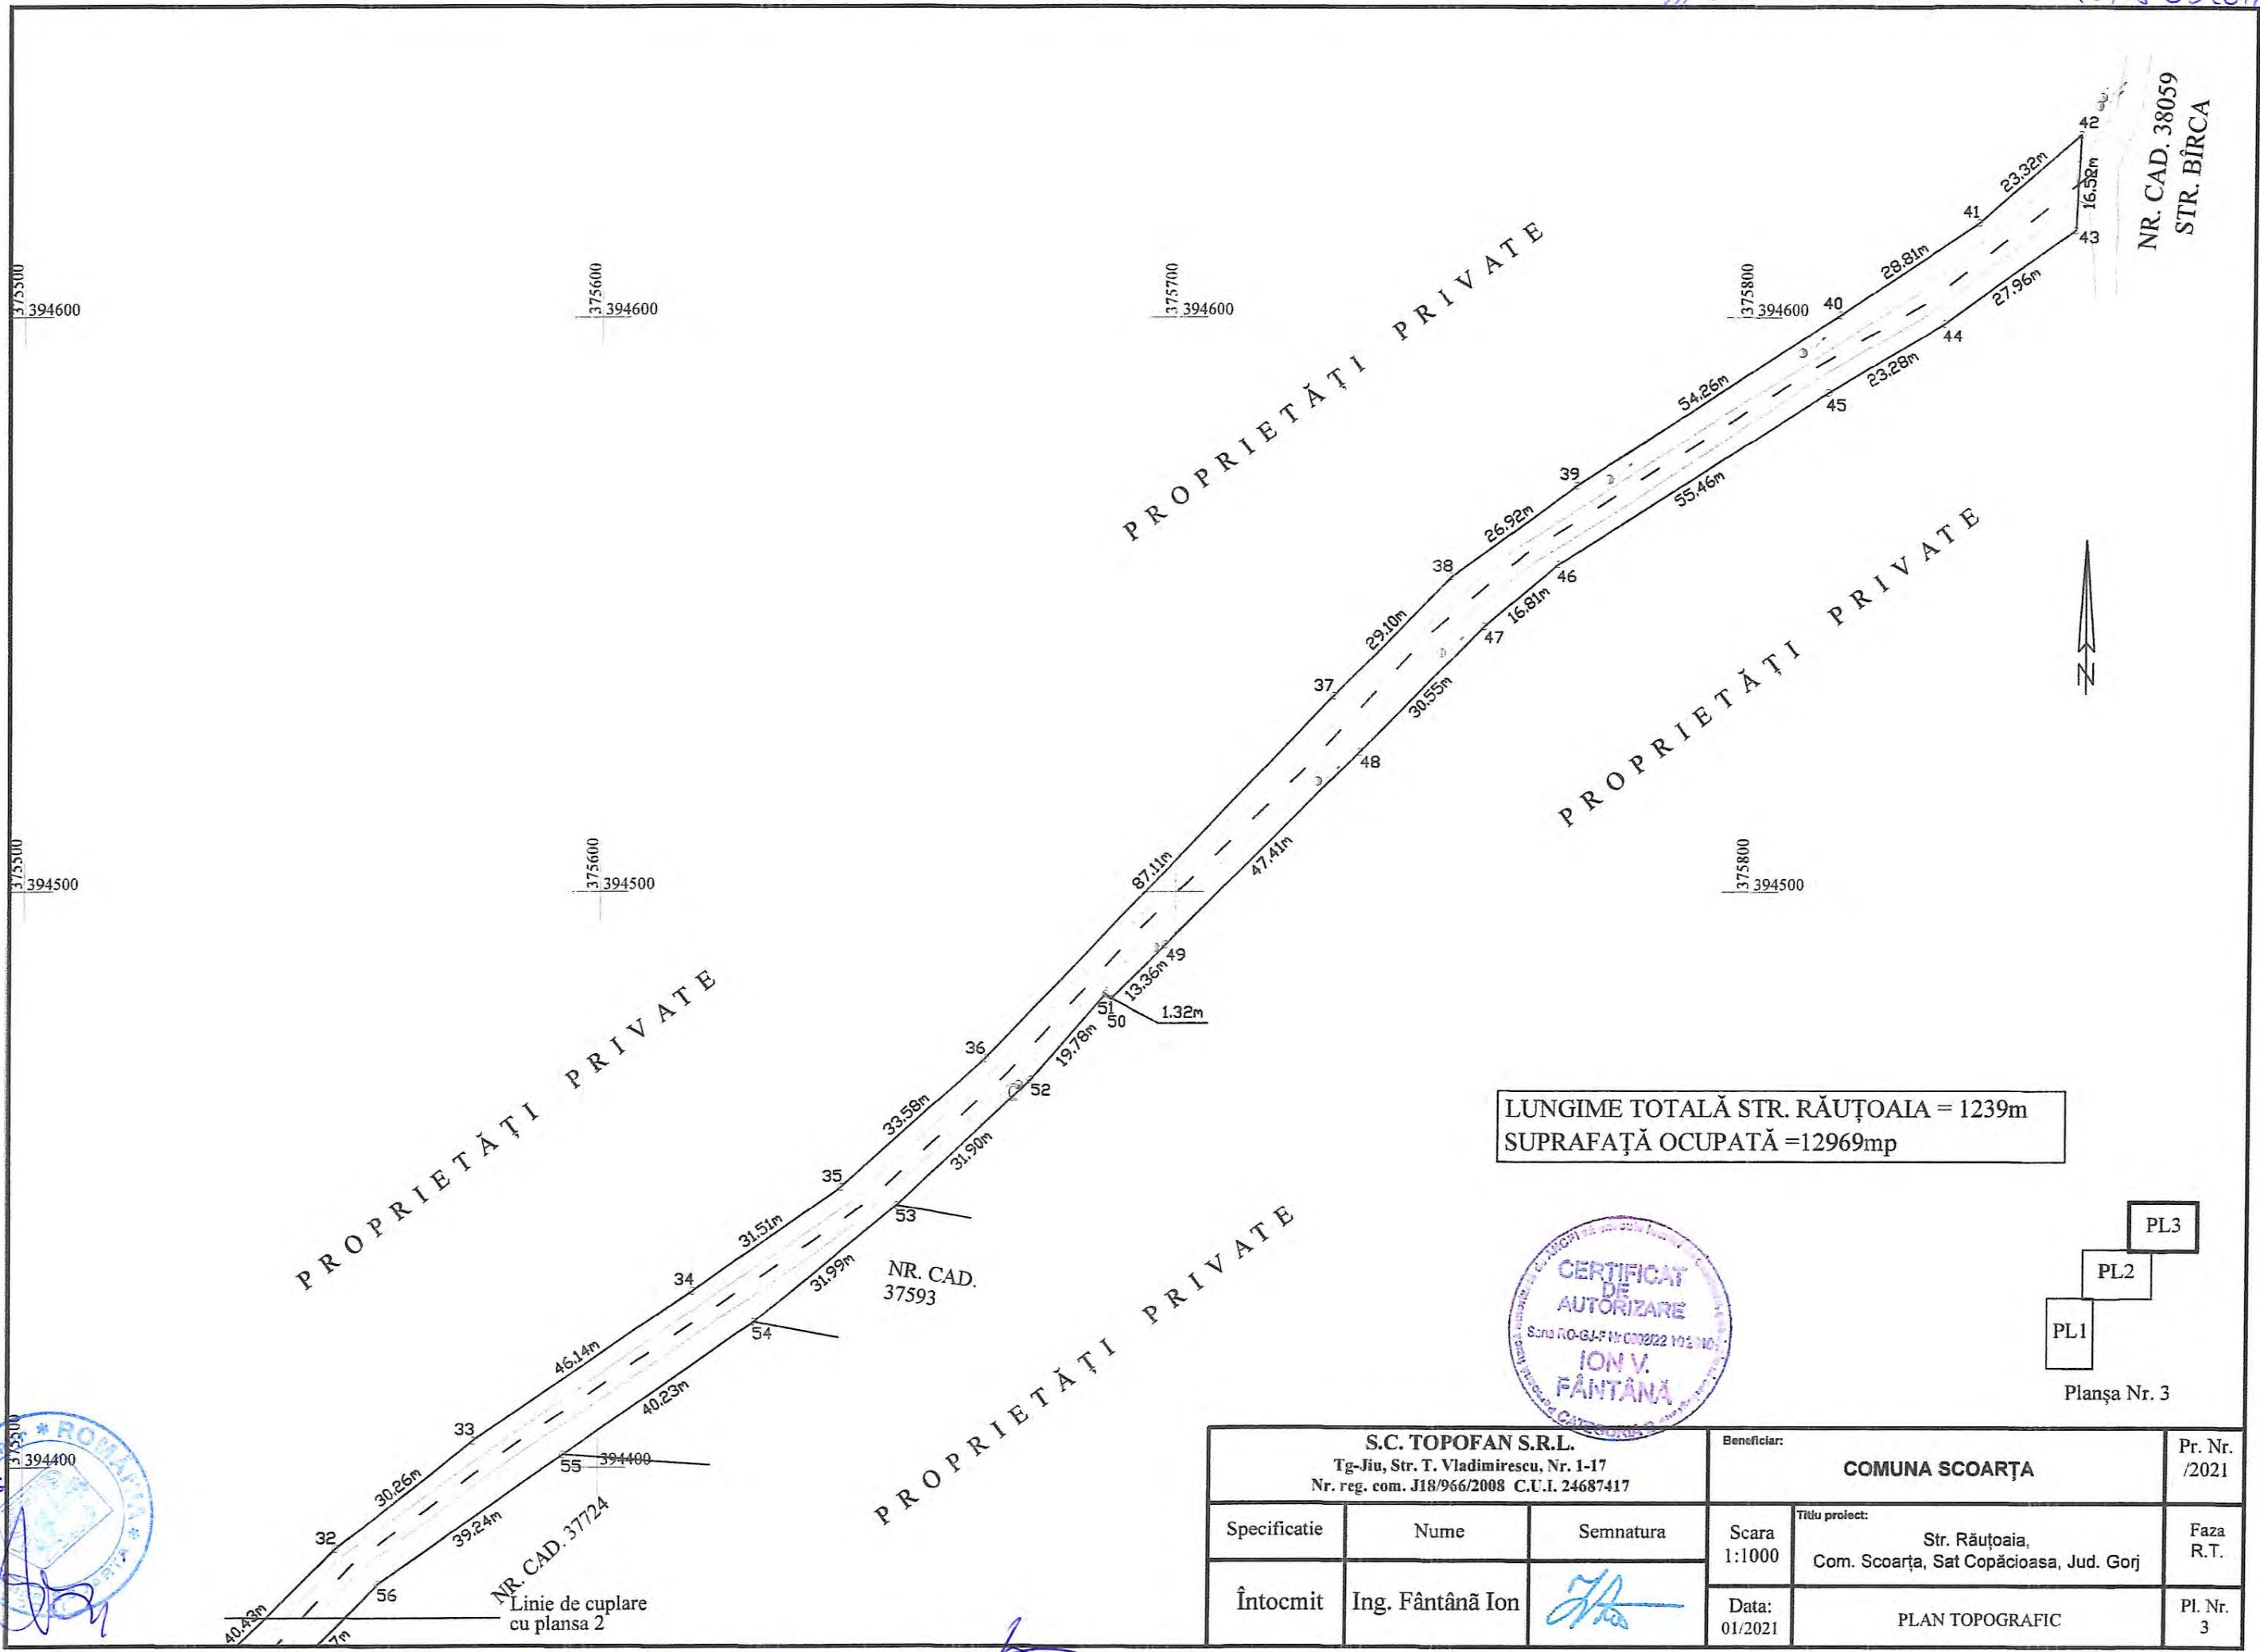 NR. CAD. 38059
STR. BÎRCA
42
23.32m
16.52m
41
43
28.81m
27.96m
375500
394600
375600
394600
375700
394600
375800
394600
40
44
PROPRIETĂȚI PRIVATE
54.26m
23.28m
45
39
55.46m
26.92m
38
46
PROPRIETĂȚI PRIVATE
16.81m
47
29.10m
37
30.55m
48
N
375500
394500
375600
394500
375800
394500
87.11m
47.41m
49
13.36m
51
50
1.32m
PROPRIETĂȚI PRIVATE
19.78m
36
52
33.58m
31.90m
LUNGIME TOTALĂ STR. RĂUȚOAIA = 1239m
SUPRAFAȚĂ OCUPATĂ =12969mp
35
53
31.51m
31.99m
NR. CAD.
37593
34
54
PROPRIETĂȚI PRIVATE
46.14m
40.23m
33
55
394400
375500
394400
30.26m
39.24m
32
56
NR. CAD. 37724
Linie de cuplare
cu plansa 2
40.43m
7m
ROMÂNIA
CERTIFICAT
DE
AUTORIZARE
ION V.
FÂNTÂNĂ
PL3
PL2
PL1
Planșa Nr. 3
S.C. TOPOFAN S.R.L.
Tg-Jiu, Str. T. Vladimirescu, Nr. 1-17
Nr. reg. com. J18/966/2008 C.U.I. 24687417
Beneficiar:
COMUNA SCOARȚA
Pr. Nr.
/2021
Specificatie
Nume
Semnatura
Scara
1:1000
Titlu proiect:
Str. Răuțoaia,
Com. Scoarța, Sat Copăcioasa, Jud. Gorj
Faza
R.T.
Întocmit
Ing. Fântână Ion
Data:
01/2021
PLAN TOPOGRAFIC
Pl. Nr.
3